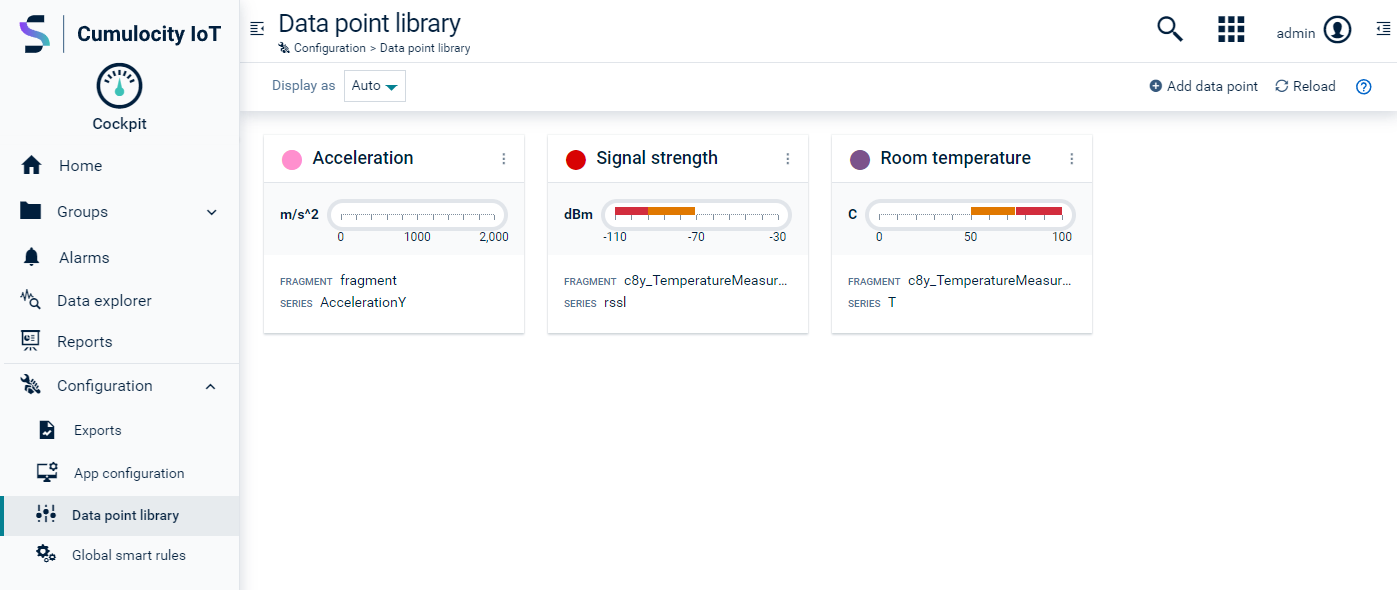 Cumulocity IoT
Cockpit
Home
Groups
Alarms
Data explorer
Reports
Configuration
Exports
App configuration
Data point library
Global smart rules
Data point library
Configuration > Data point library
admin
Display as Auto
Add data point Reload
Acceleration
m/s^2
0 1000 2,000
FRAGMENT fragment
SERIES AccelerationY
Signal strength
dBm
-110 -70 -30
FRAGMENT c8y_TemperatureMeasur...
SERIES rssl
Room temperature
C
0 50 100
FRAGMENT c8y_TemperatureMeasur...
SERIES T